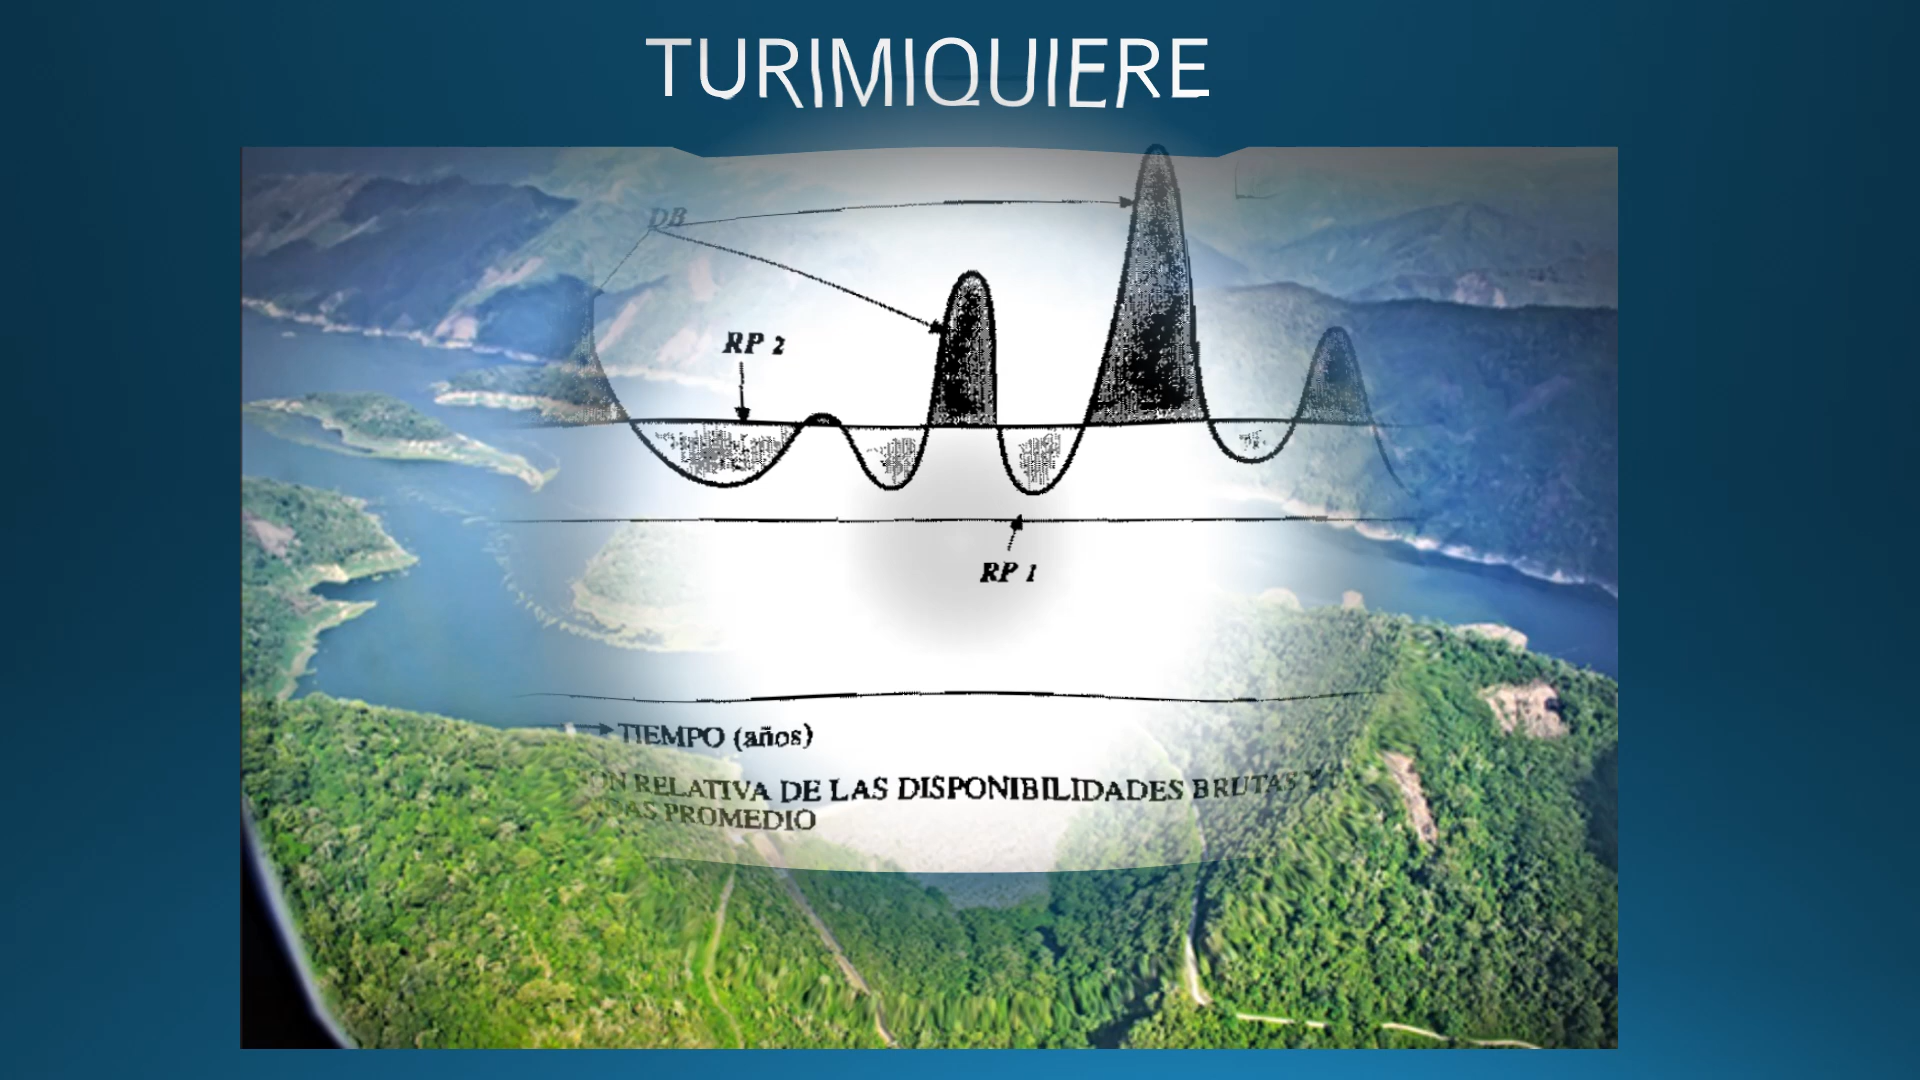 TURIMIQUIERE
DB
RP 2
RP 1
TIEMPO (años)
RELATIVA DE LAS DISPONIBILIDADES BRUTAS Y
PROMEDIO